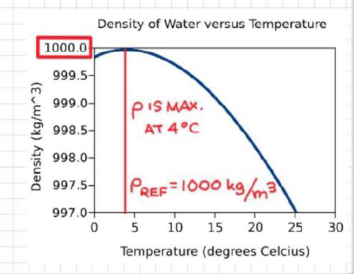 Density of Water versus Temperature
1000.0
999.5
999.0
998.5
998.0
997.5
997.0
ρ IS MAX.
AT 4°C
ρREF = 1000 kg/m³
0 5 10 15 20 25 30
Density (kg/m^3)
Temperature (degrees Celcius)